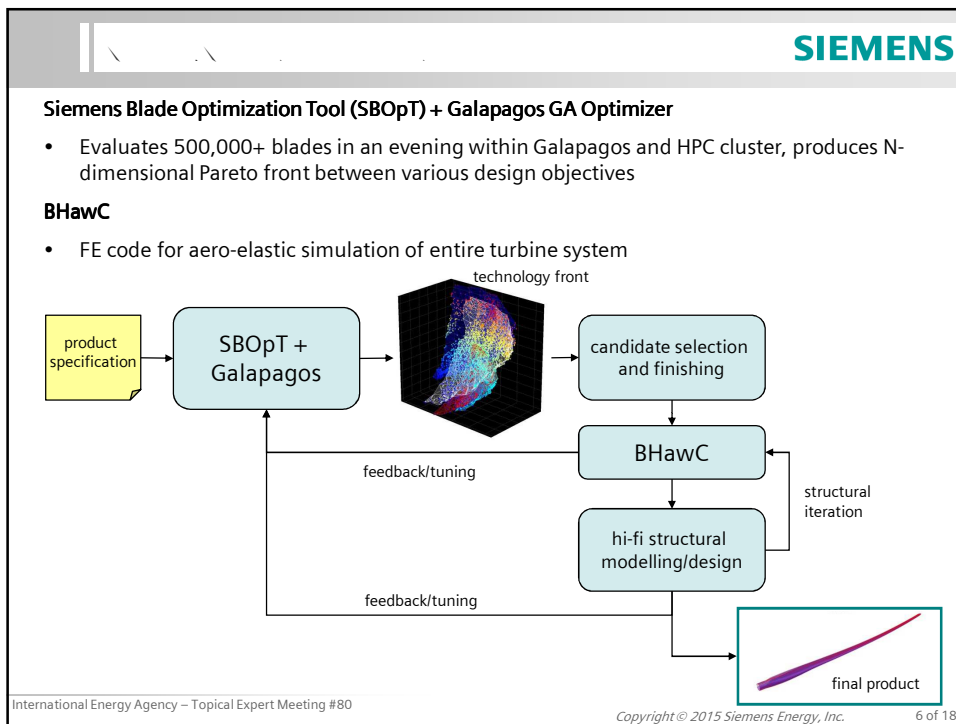 SIEMENS
Siemens Blade Optimization Tool (SBOpT) + Galapagos GA Optimizer
• Evaluates 500,000+ blades in an evening within Galapagos and HPC cluster, produces N-
dimensional Pareto front between various design objectives
BHawC
• FE code for aero-elastic simulation of entire turbine system
technology front
product
specification
SBOpT +
Galapagos
candidate selection
and finishing
BHawC
feedback/tuning
structural
iteration
hi-fi structural
modelling/design
feedback/tuning
final product
International Energy Agency – Topical Expert Meeting #80
Copyright © 2015 Siemens Energy, Inc.
6 of 18